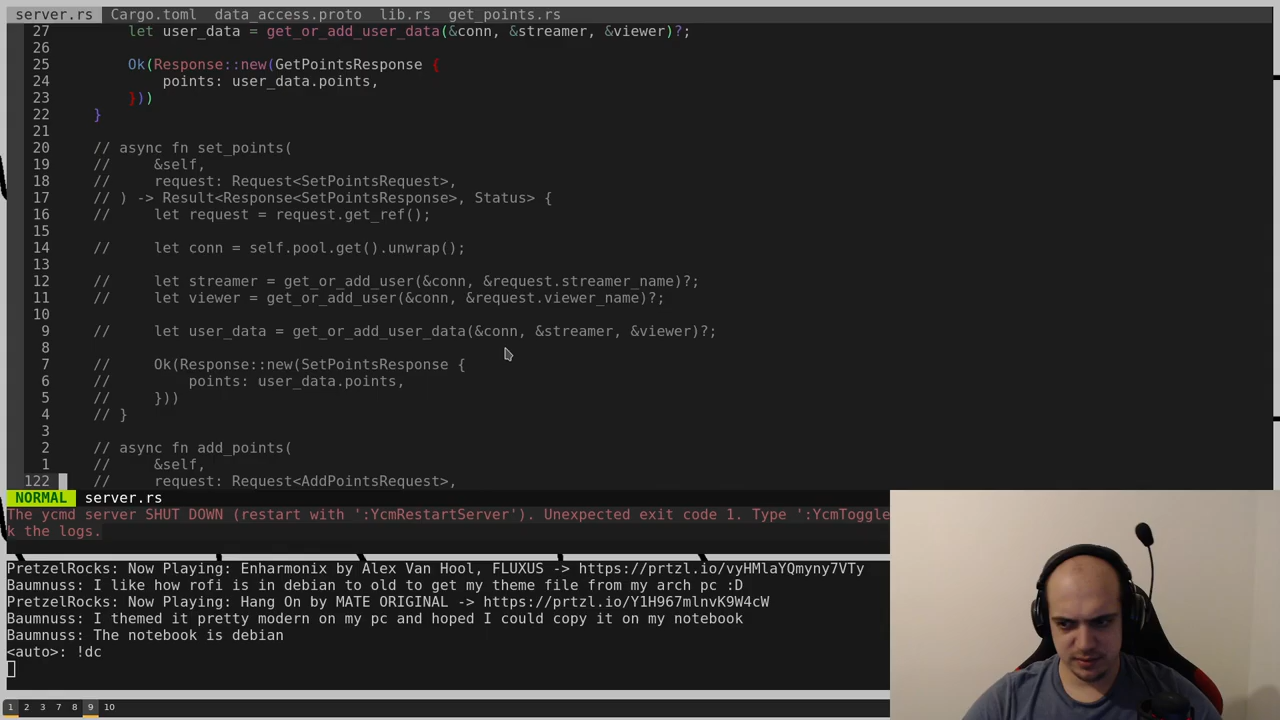 server.rs Cargo.toml data_access.proto lib.rs get_points.rs
27 let user_data = get_or_add_user_data(&conn, &streamer, &viewer)?;
26
25 Ok(Response::new(GetPointsResponse {
24 points: user_data.points,
23 }))
22 }
21
20 // async fn set_points(
19 // &self,
18 // request: Request<SetPointsRequest>,
17 // ) -> Result<Response<SetPointsResponse>, Status> {
16 // let request = request.get_ref();
15
14 // let conn = self.pool.get().unwrap();
13
12 // let streamer = get_or_add_user(&conn, &request.streamer_name)?;
11 // let viewer = get_or_add_user(&conn, &request.viewer_name)?;
10
9 // let user_data = get_or_add_user_data(&conn, &streamer, &viewer)?;
8
7 // Ok(Response::new(SetPointsResponse {
6 // points: user_data.points,
5 // }))
4 // }
3
2 // async fn add_points(
1 // &self,
122 // request: Request<AddPointsRequest>,
NORMAL server.rs
The ycmd server SHUT DOWN (restart with ':YcmRestartServer'). Unexpected exit code 1. Type ':YcmToggle
k the logs.
PretzelRocks: Now Playing: Enharmonix by Alex Van Hool, FLUXUS -> https://prtzl.io/vyHMlaYQmyny7VTy
Baumnuss: I like how rofi is in debian to old to get my theme file from my arch pc :D
PretzelRocks: Now Playing: Hang On by MATE ORIGINAL -> https://prtzl.io/Y1H967mlnvK9W4cW
Baumnuss: I themed it pretty modern on my pc and hoped I could copy it on my notebook
Baumnuss: The notebook is debian
<auto>: !dc
1 2 3 7 8 9 10